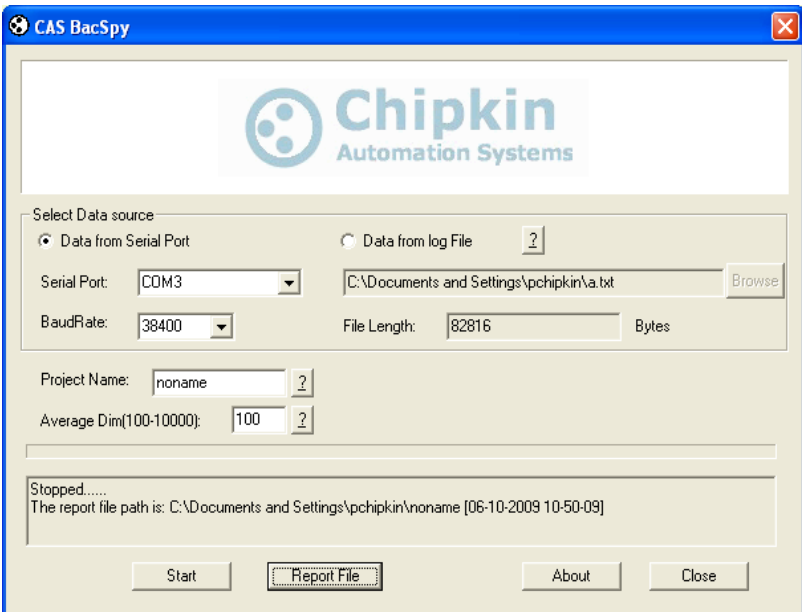 CAS BacSpy
Chipkin
Automation Systems
Select Data source
Data from Serial Port
Data from log File
?
Serial Port:
COM3
C:\Documents and Settings\pchipkin\a.txt
Browse
BaudRate:
38400
File Length:
82816
Bytes
Project Name:
noname
?
Average Dim(100-10000):
100
?
Stopped......
The report file path is: C:\Documents and Settings\pchipkin\noname [06-10-2009 10-50-09]
Start
Report File
About
Close